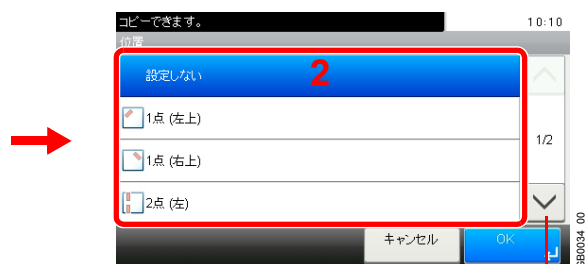 コピーできます。 10:10
位置
設定しない 2
1点 (左上)
1点 (右上)
1/2
2点 (左)
キャンセル OK